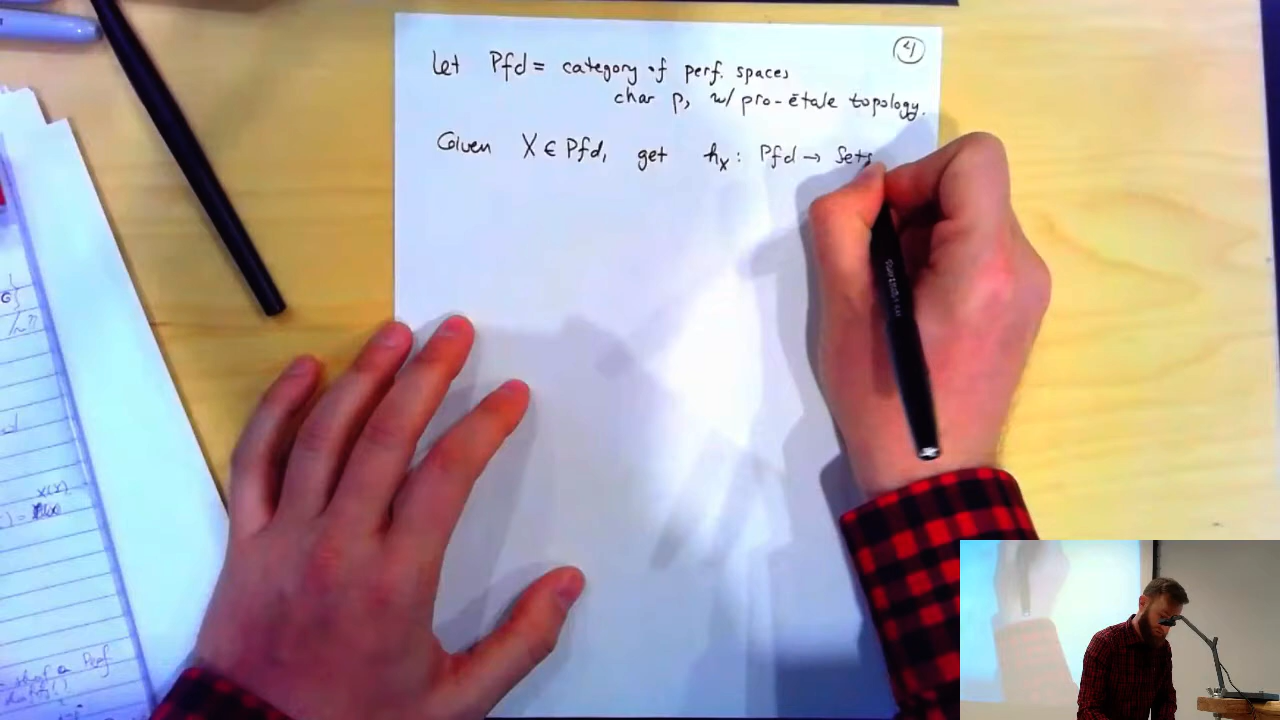 4
Let Pfd = category of perf. spaces
char p, w/ pro-étale topology.
Given X ∈ Pfd, get h_X : Pfd → Sets